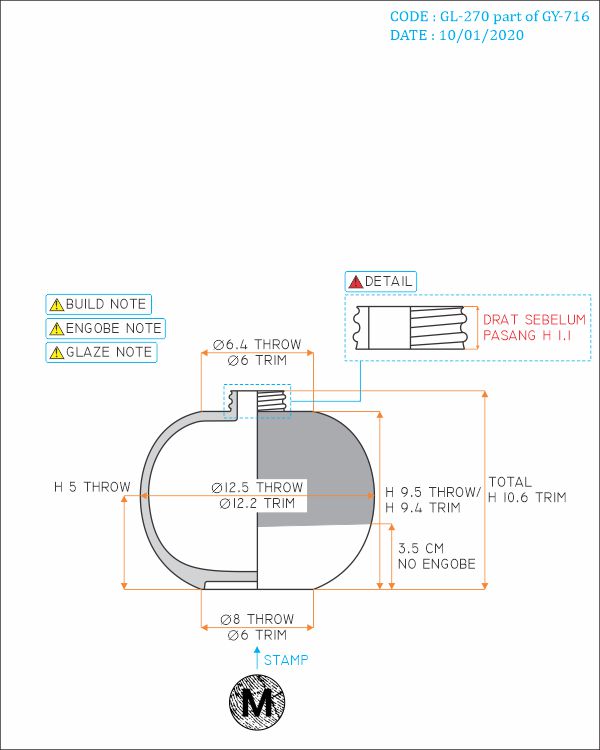 CODE : GL-270 part of GY-716
DATE : 10/01/2020
DETAIL
BUILD NOTE
ENGOBE NOTE
GLAZE NOTE
DRAT SEBELUM
PASANG H 1.1
Ø6.4 THROW
Ø6 TRIM
H 5 THROW
Ø12.5 THROW
Ø12.2 TRIM
H 9.5 THROW/
H 9.4 TRIM
TOTAL
H 10.6 TRIM
3.5 CM
NO ENGOBE
Ø8 THROW
Ø6 TRIM
STAMP
M